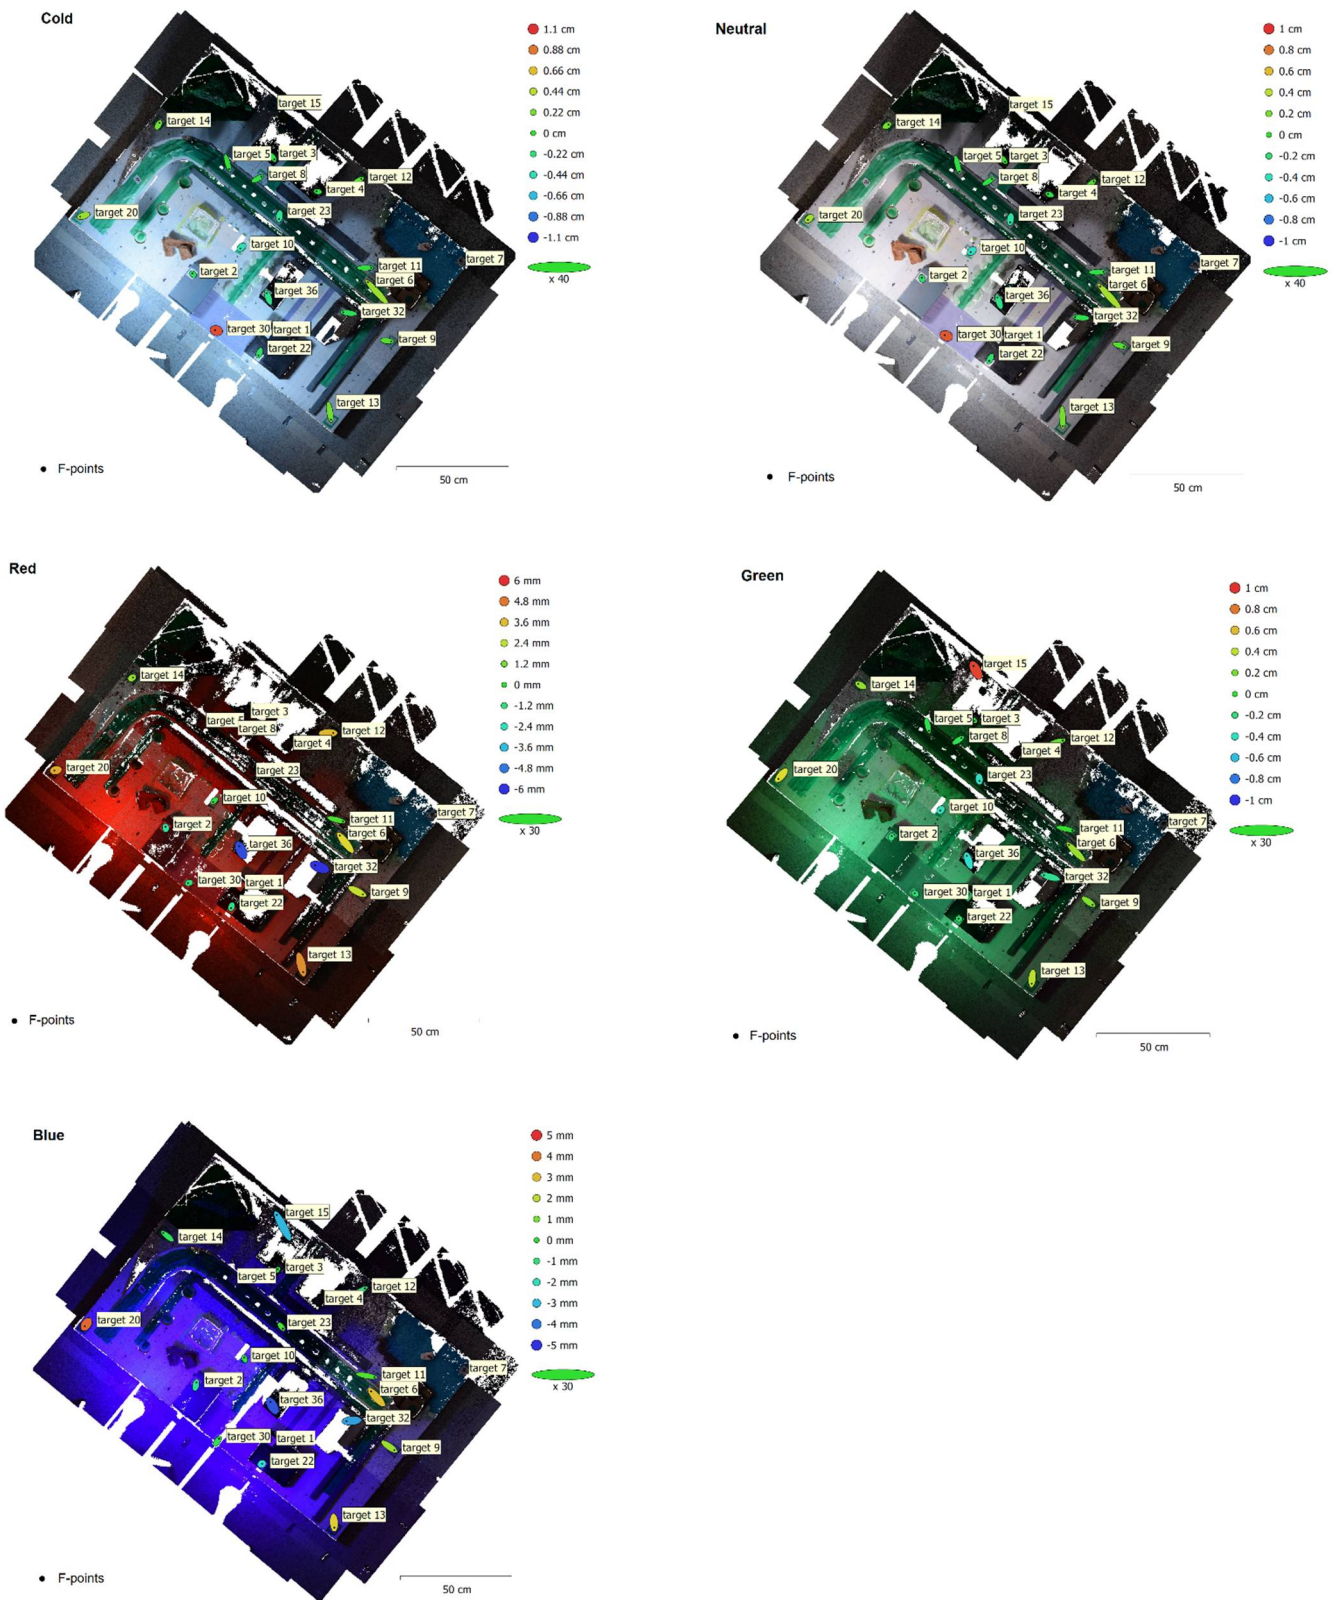 Cold
1.1 cm
0.88 cm
0.66 cm
0.44 cm
0.22 cm
0 cm
-0.22 cm
-0.44 cm
-0.66 cm
-0.88 cm
-1.1 cm
x 40
target 15
target 14
target 5
target 3
target 8
target 12
target 4
target 20
target 23
target 10
target 7
target 2
target 11
target 6
target 36
target 32
target 30
target 1
target 9
target 22
target 13
F-points
50 cm
Neutral
1 cm
0.8 cm
0.6 cm
0.4 cm
0.2 cm
0 cm
-0.2 cm
-0.4 cm
-0.6 cm
-0.8 cm
-1 cm
x 40
target 15
target 14
target 5
target 3
target 8
target 12
target 4
target 20
target 23
target 10
target 7
target 2
target 11
target 6
target 36
target 32
target 30
target 1
target 9
target 22
target 13
F-points
50 cm
Red
6 mm
4.8 mm
3.6 mm
2.4 mm
1.2 mm
0 mm
-1.2 mm
-2.4 mm
-3.6 mm
-4.8 mm
-6 mm
x 30
target 14
target 3
target 5
target 8
target 12
target 4
target 20
target 23
target 10
target 7
target 2
target 11
target 6
target 36
target 32
target 30
target 1
target 9
target 22
target 13
F-points
50 cm
Green
1 cm
0.8 cm
0.6 cm
0.4 cm
0.2 cm
0 cm
-0.2 cm
-0.4 cm
-0.6 cm
-0.8 cm
-1 cm
x 30
target 15
target 14
target 5
target 3
target 8
target 12
target 4
target 20
target 23
target 10
target 7
target 2
target 11
target 6
target 36
target 32
target 30
target 1
target 9
target 22
target 13
F-points
50 cm
Blue
5 mm
4 mm
3 mm
2 mm
1 mm
0 mm
-1 mm
-2 mm
-3 mm
-4 mm
-5 mm
x 30
target 15
target 14
target 3
target 5
target 12
target 4
target 20
target 23
target 10
target 7
target 2
target 11
target 6
target 36
target 32
target 30
target 1
target 9
target 22
target 13
F-points
50 cm